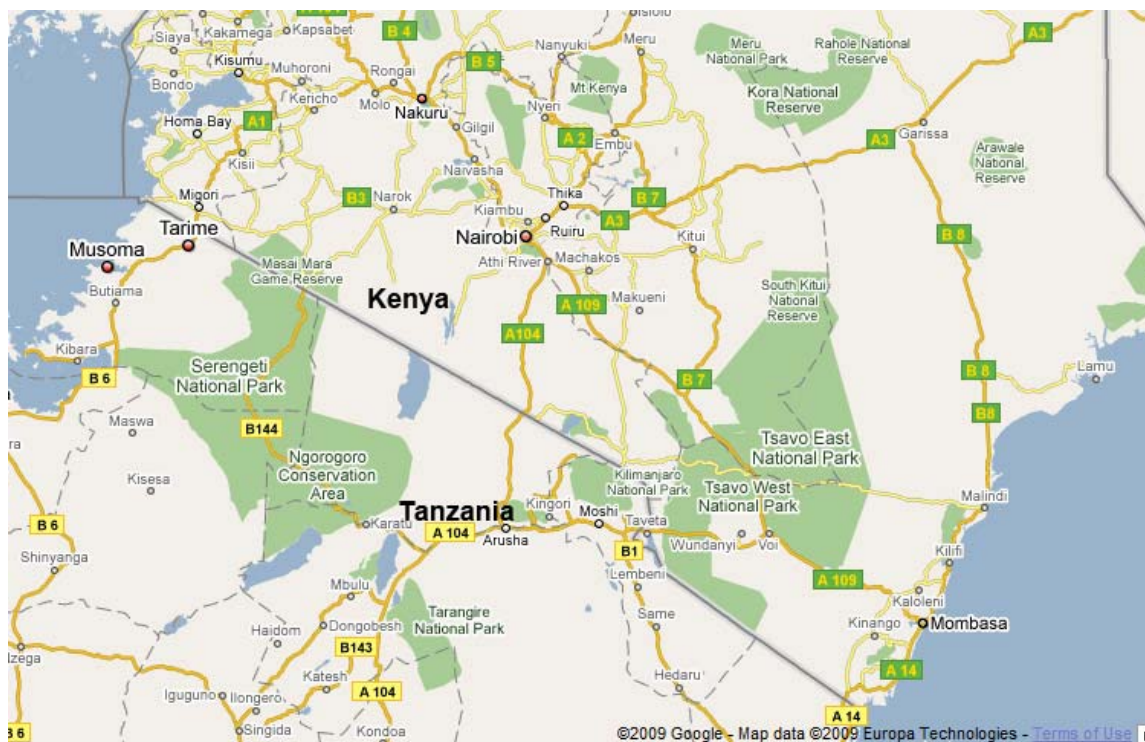 Kakamega
Kapsabet
B 4
Isiolo
A3
Siaya
Kisumu
Nanyuki
Meru
Meru
National Park
Rahole National
Reserve
B 5
Bondo
Muhoroni
Rongai
Mt Kenya
Kora National
Reserve
Kericho
Molo
Nakuru
Nyeri
Homa Bay
A1
Gilgil
A 2
Embu
A3
Garissa
Kisii
Naivasha
Arawale
National
Reserve
Migori
B3
Narok
Thika
B 7
Kiambu
A3
Tarime
Nairobi
Ruiru
B 8
Musoma
Kitui
Masai Mara
Game Reserve
Athi River
Machakos
Butiama
Kenya
A 109
Makueni
South Kitui
National
Reserve
A104
Kibara
Serengeti
National Park
B 6
B 7
B 8
Lamu
Maswa
B144
B8
Tsavo East
National Park
Ngorogoro
Conservation
Area
Kisesa
Kilimanjaro
National Park
Tsavo West
National Park
Malindi
Tanzania
Kingori
Moshi
Taveta
B 6
Karatu
A 104
Arusha
Wundanyi
Voi
B1
Kilifi
Shinyanga
Lembeni
A 109
Mbulu
Kaloleni
Tarangire
National Park
Same
Kinango
Mombasa
Haidom
Dongobesh
B143
Nzega
Katesh
Hedaru
A 14
Iguguno
Ilongero
A 104
A 14
B 6
Singida
Kondoa
©2009 Google - Map data ©2009 Europa Technologies - Terms of Use